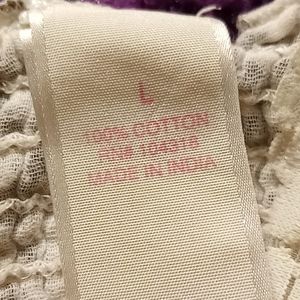 L
100% COTTON
RN# 104318
MADE IN INDIA